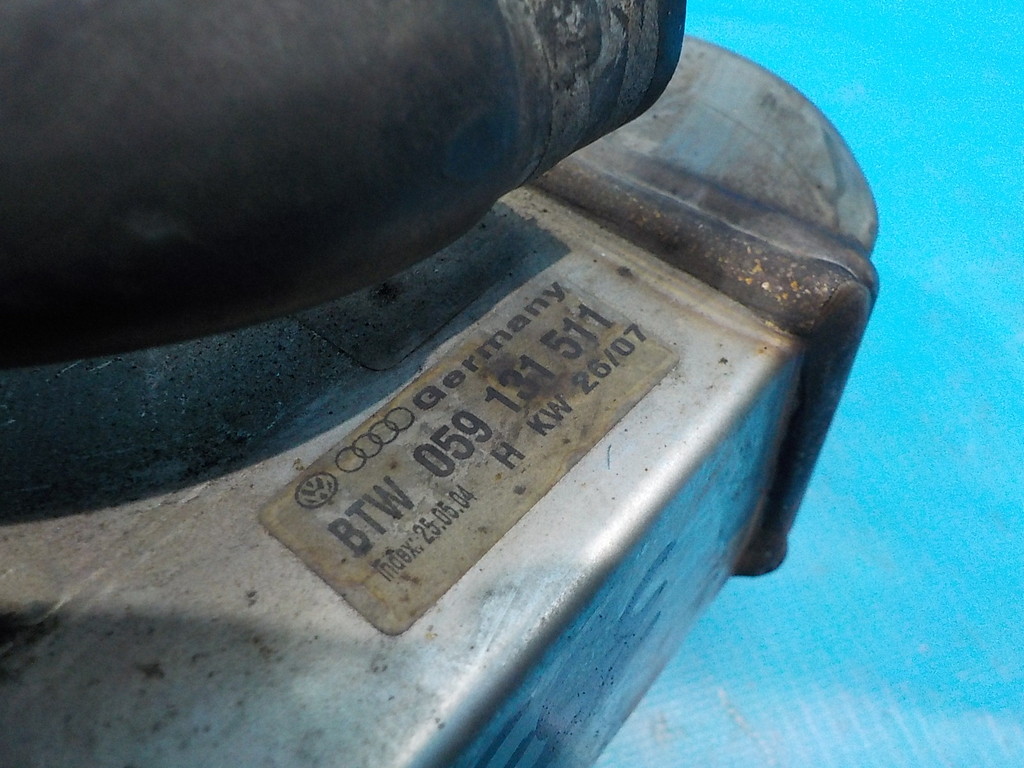 Germany
BTW 059 131 511
Index: 25.05.04 H KW 26/07